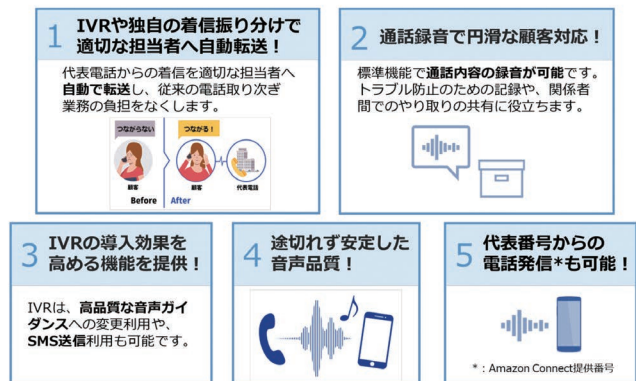 1
IVRや独自の着信振り分けで
適切な担当者へ自動転送！
代表電話からの着信を適切な担当者へ
自動で転送し、従来の電話取り次ぎ
業務の負担をなくします。
つながらない
つながる！
顧客
顧客
代表電話
Before
After
2
通話録音で円滑な顧客対応！
標準機能で通話内容の録音が可能です。
トラブル防止のための記録や、関係者
間でのやり取りの共有に役立ちます。
3
IVRの導入効果を
高める機能を提供！
IVRは、高品質な音声ガイ
ダンスへの変更利用や、
SMS送信利用も可能です。
4
途切れず安定した
音声品質！
5
代表番号からの
電話発信*も可能！
*：Amazon Connect提供番号